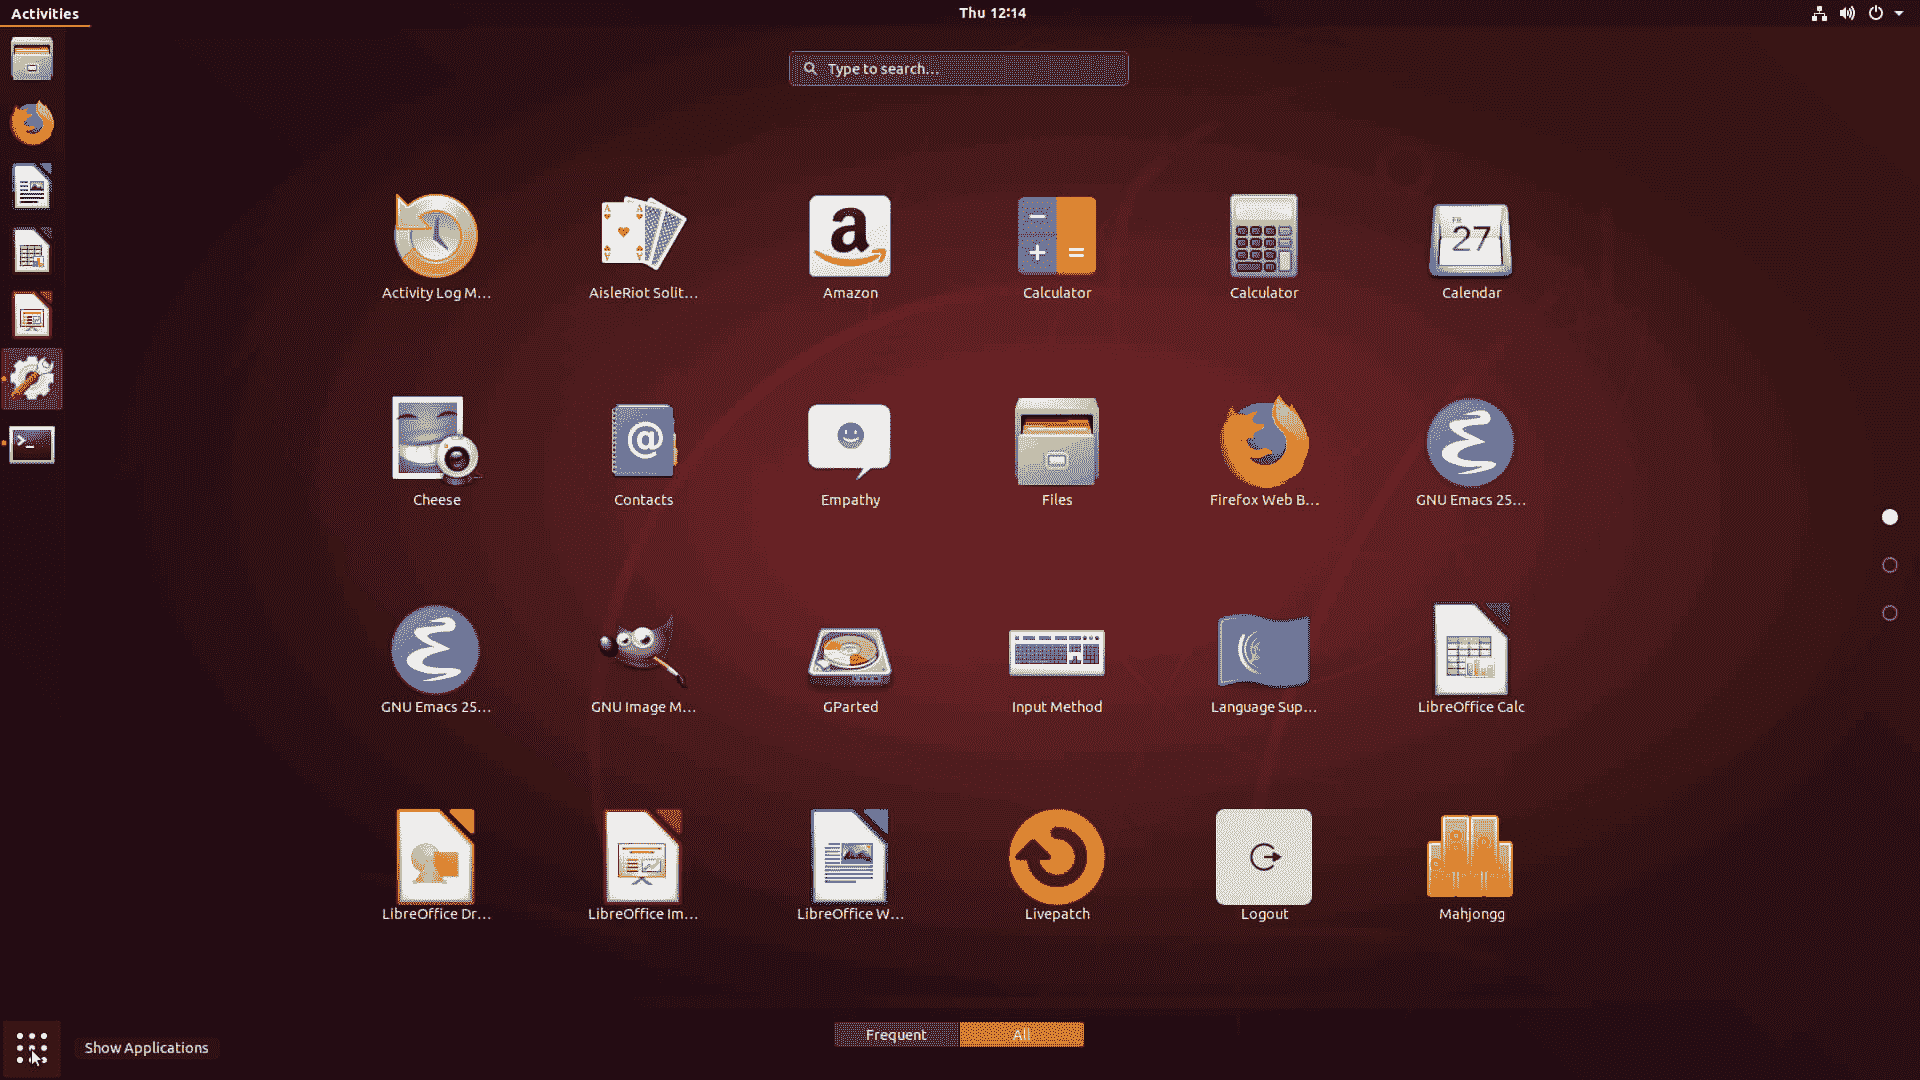 Activities
Thu 12:14
Type to search...
Activity Log M...
AisleRiot Solit...
Amazon
Calculator
Calculator
FR
27
Calendar
Cheese
Contacts
Empathy
Files
Firefox Web B...
GNU Emacs 25...
GNU Emacs 25...
GNU Image M...
GParted
Input Method
Language Sup...
LibreOffice Calc
LibreOffice Dr...
LibreOffice Im...
LibreOffice W...
Livepatch
Logout
Mahjongg
Frequent
All
Show Applications